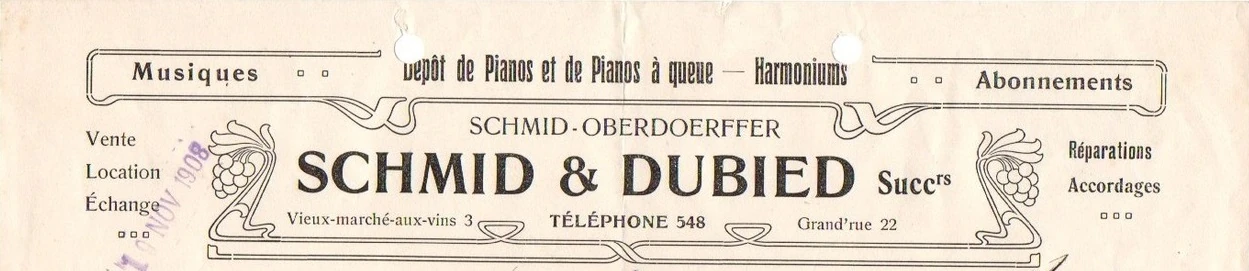 Musiques Dépôt de Pianos et de Pianos à queue — Harmoniums Abonnements
SCHMID-OBERDOERFFER
SCHMID & DUBIED Succrs
Vieux-marché-aux-vins 3 TÉLÉPHONE 548 Grand'rue 22
Vente
Location
Échange
Réparations
Accordages
NOV 1908